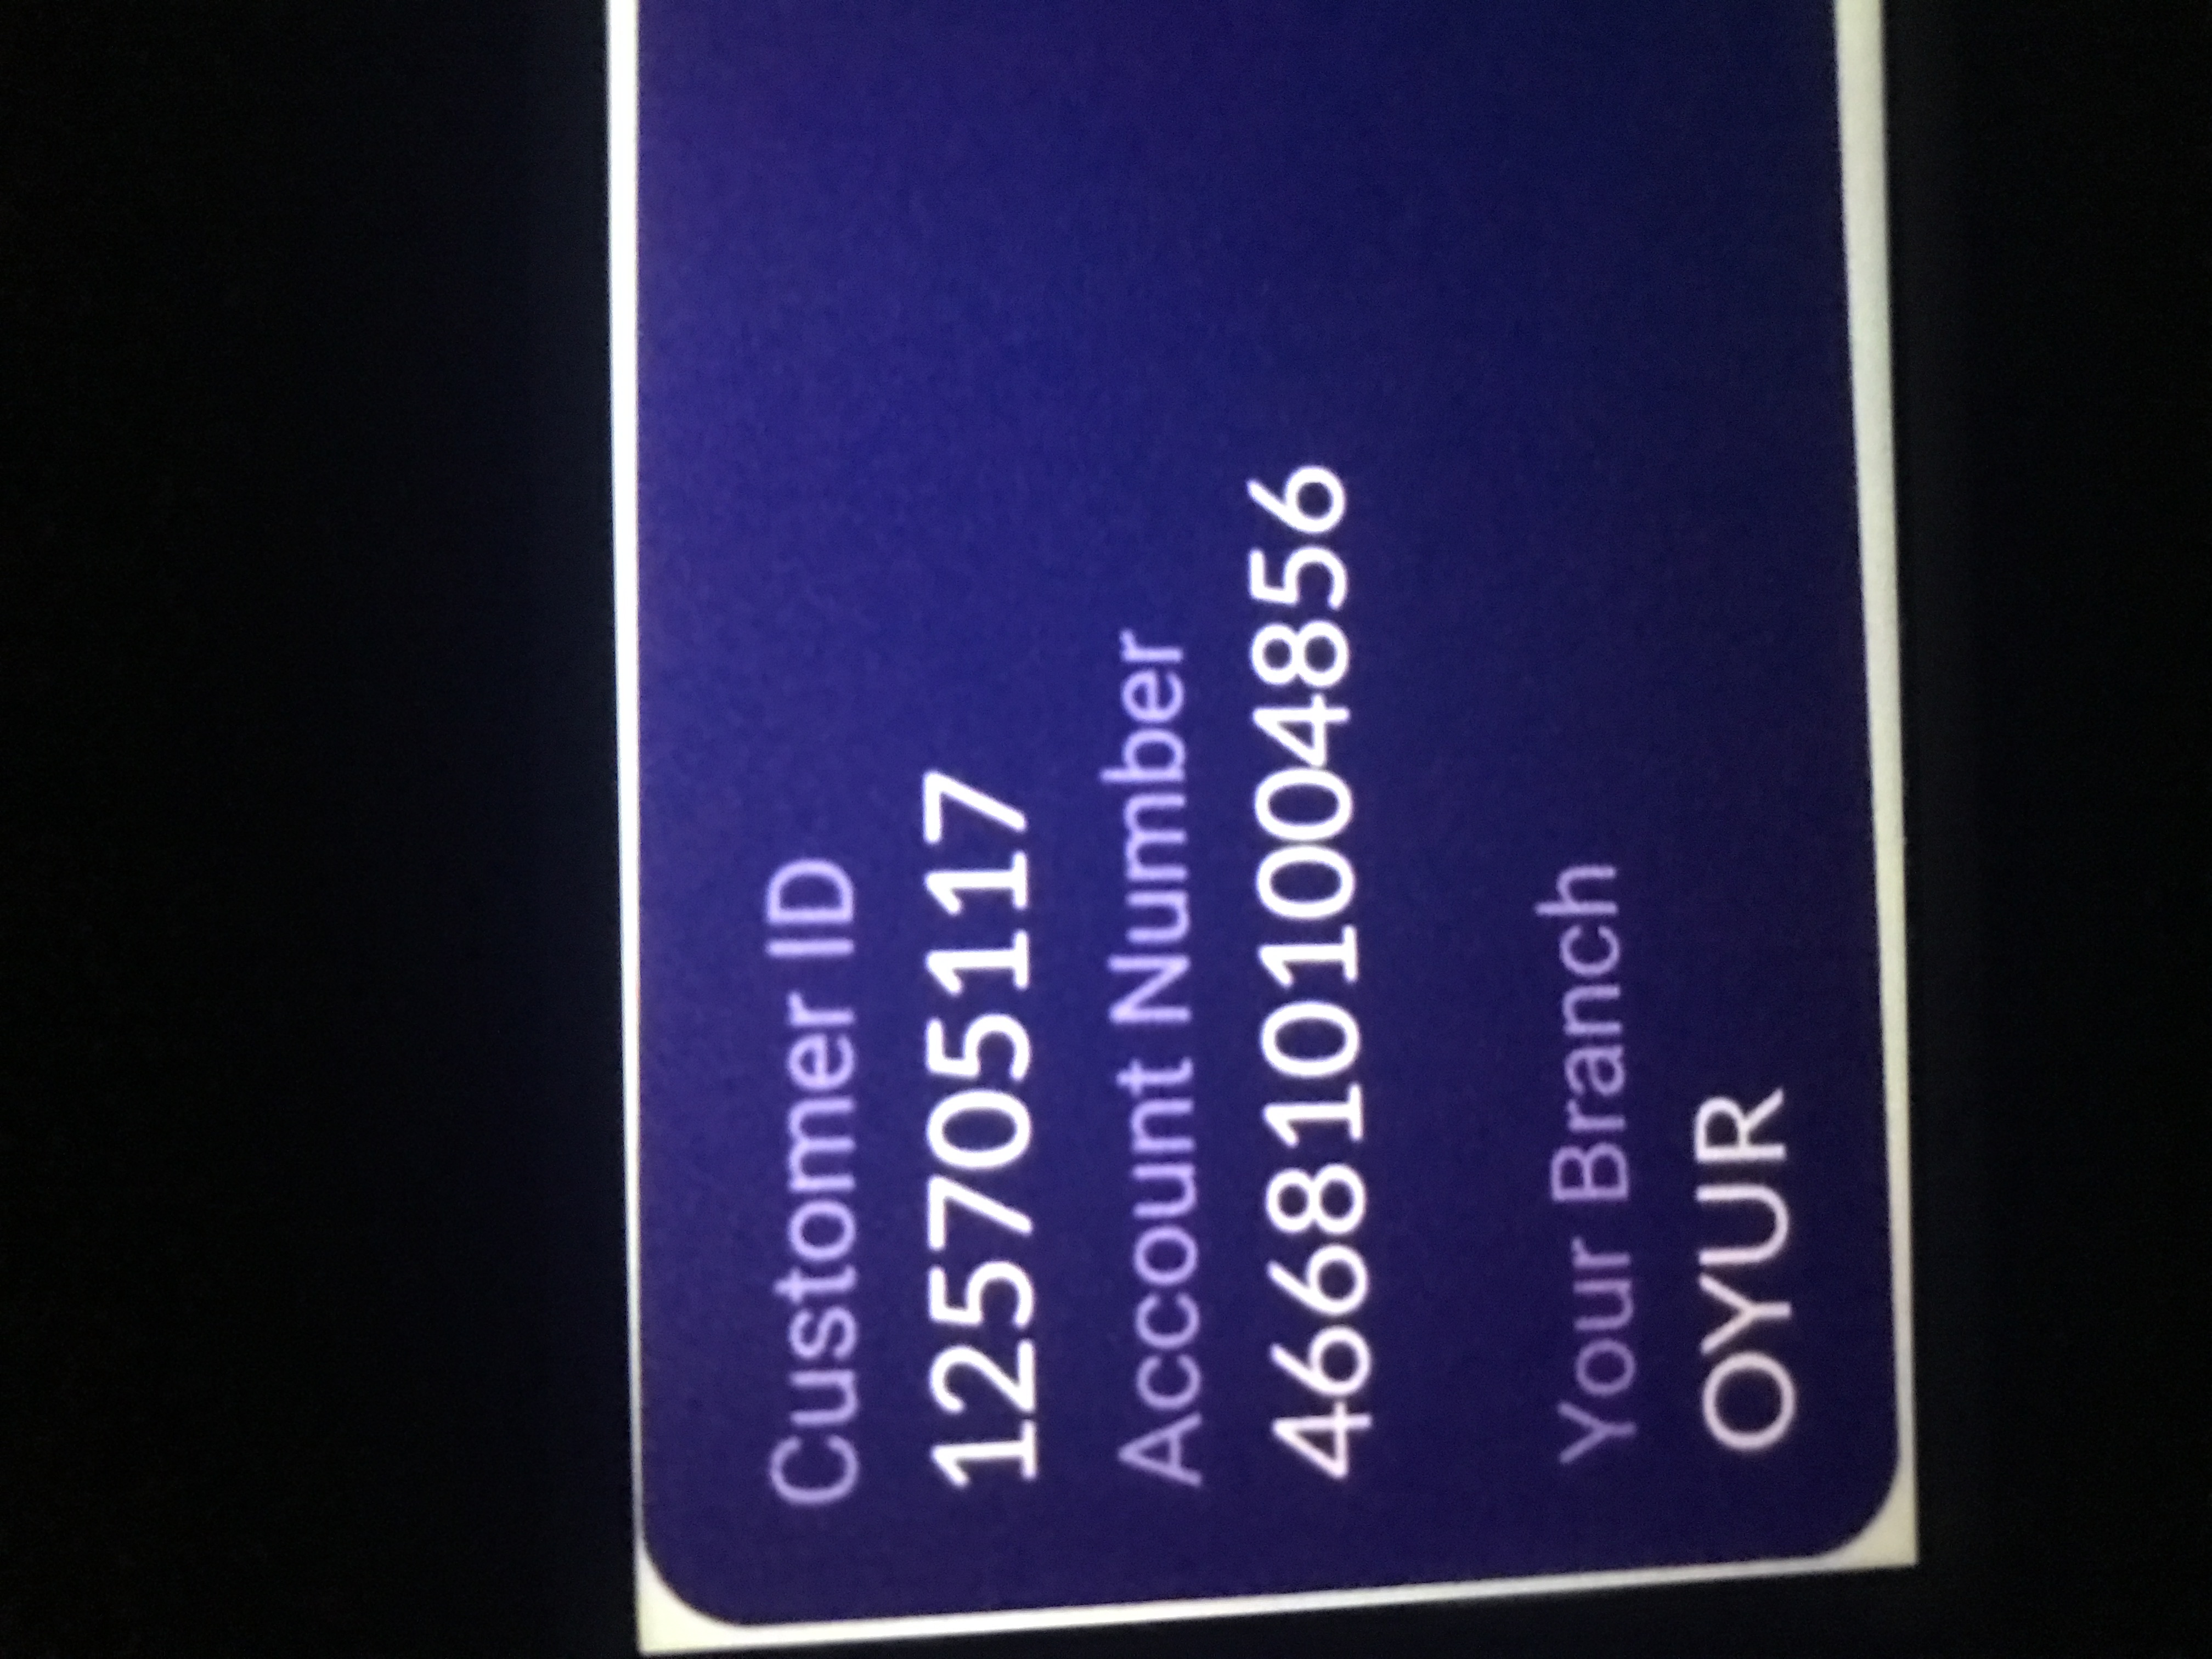 Customer ID
125705117
Account Number
46681010004856
Your Branch
OYUR